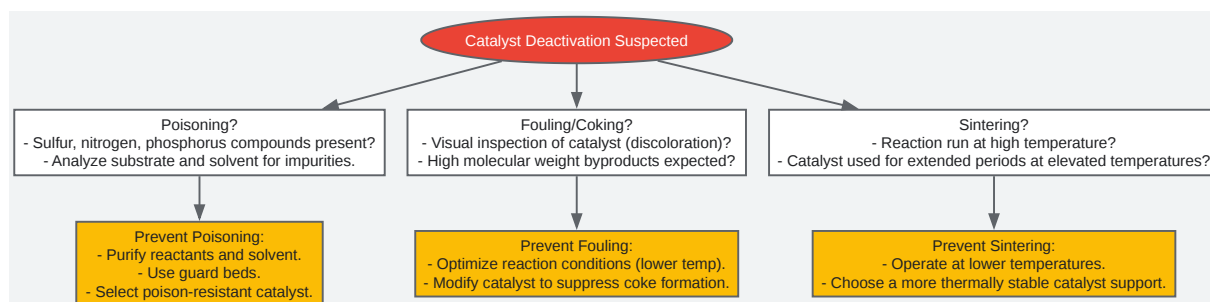 Catalyst Deactivation Suspected
Poisoning?
- Sulfur, nitrogen, phosphorus compounds present?
- Analyze substrate and solvent for impurities.
Fouling/Coking?
- Visual inspection of catalyst (discoloration)?
- High molecular weight byproducts expected?
Sintering?
- Reaction run at high temperature?
- Catalyst used for extended periods at elevated temperatures?
Prevent Poisoning:
- Purify reactants and solvent.
- Use guard beds.
- Select poison-resistant catalyst.
Prevent Fouling:
- Optimize reaction conditions (lower temp).
- Modify catalyst to suppress coke formation.
Prevent Sintering:
- Operate at lower temperatures.
- Choose a more thermally stable catalyst support.